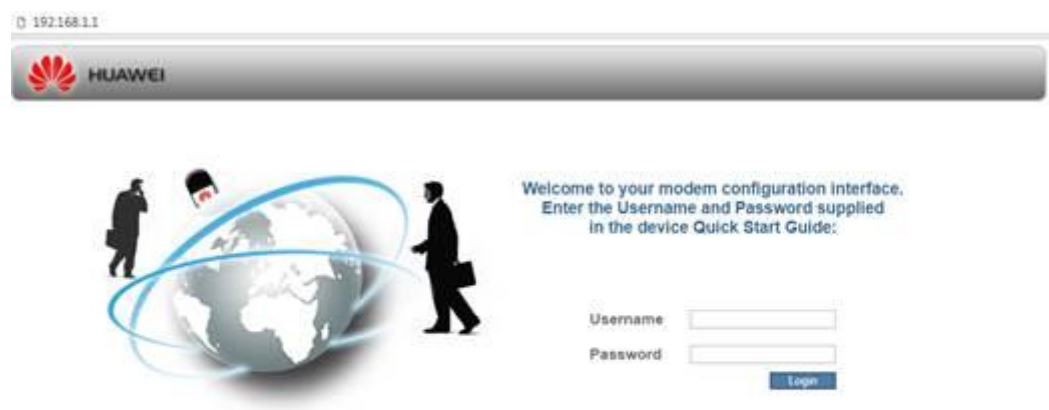 192.168.1.1
HUAWEI
Welcome to your modem configuration interface.
Enter the Username and Password supplied
in the device Quick Start Guide:
Username
Password
Login